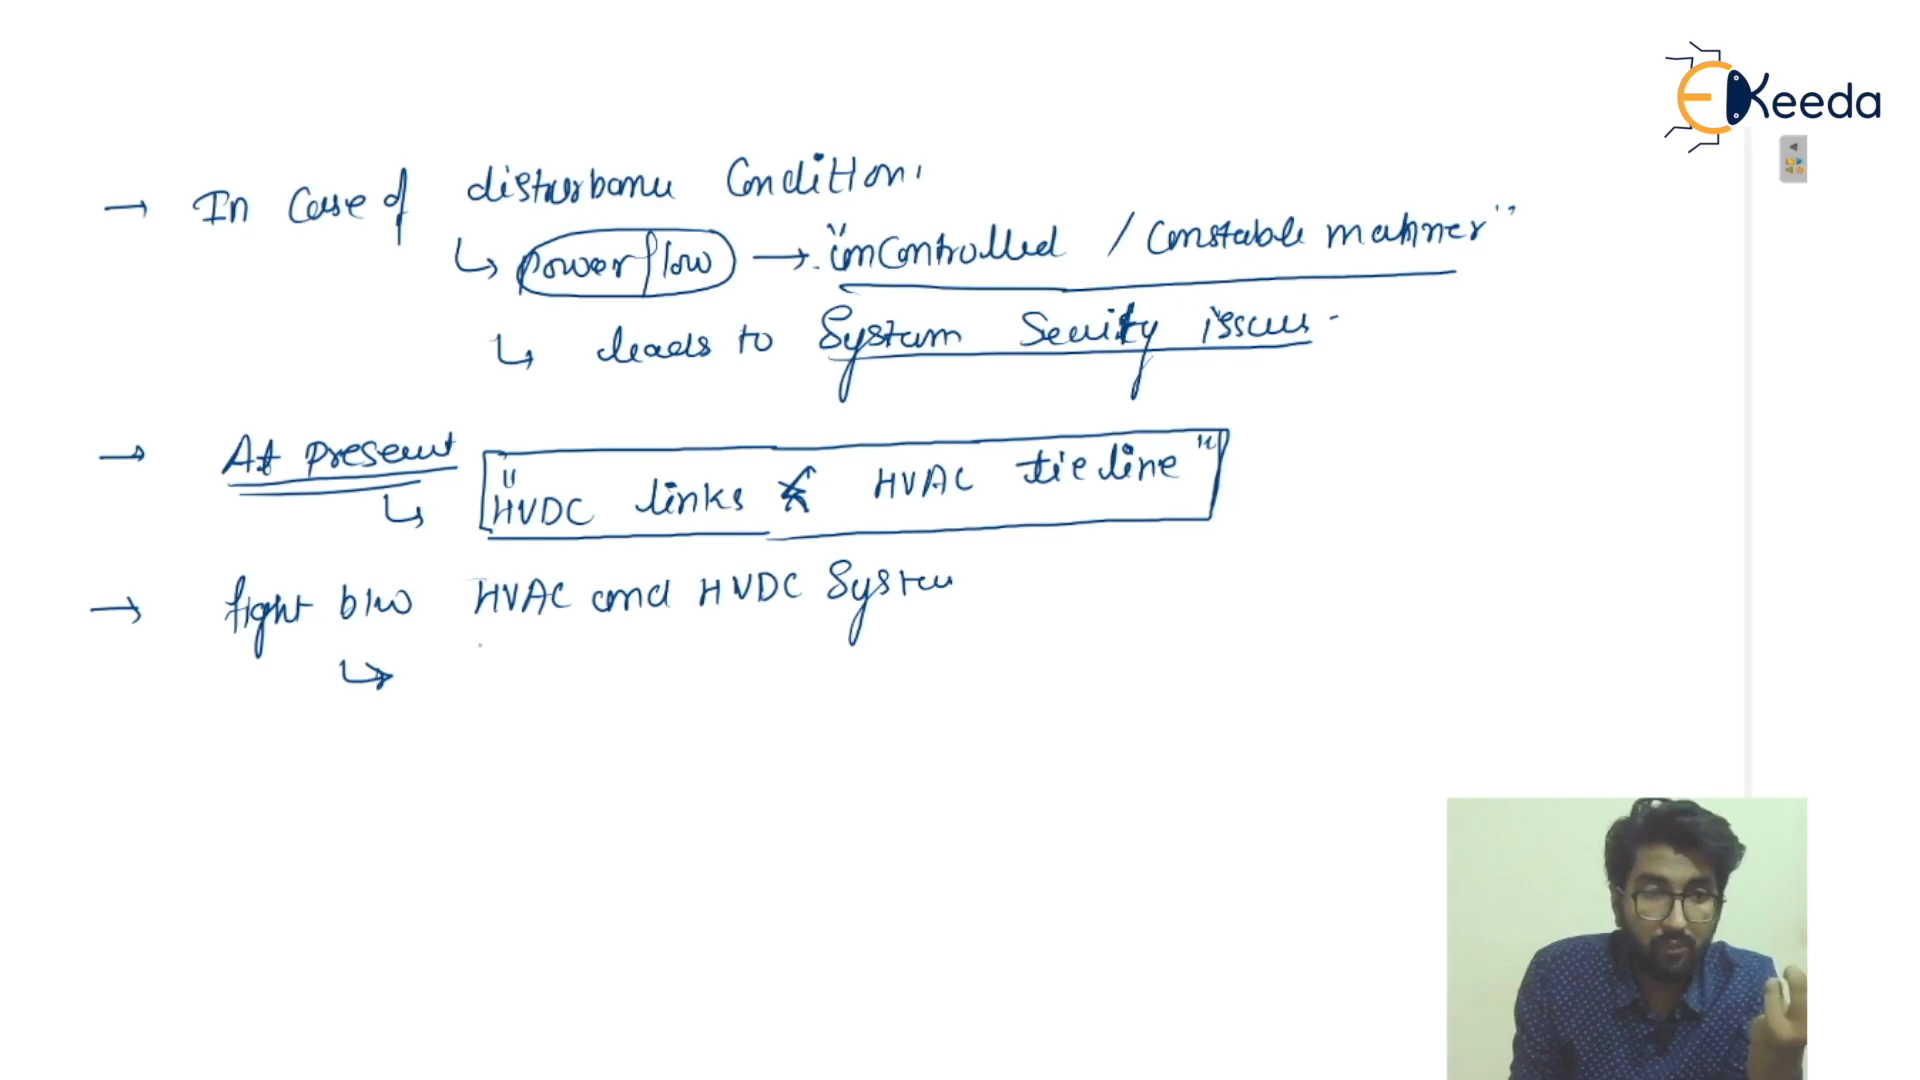 EKeeda
→ In Case of disturbance Condition.
↳ power flow → "unControlled / Constable manner"
↳ leads to System Security issues.
→ At present
↳ "HVDC links & HVAC tie line"
→ fight b/w HVAC and HVDC System
↳